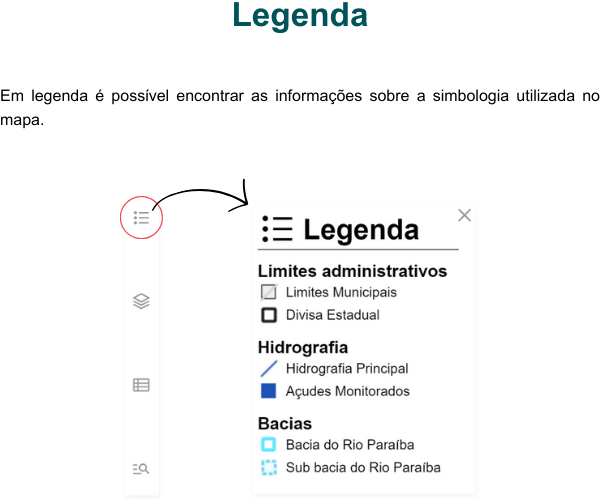 Legenda
Em legenda é possível encontrar as informações sobre a simbologia utilizada no
mapa.
Legenda
Limites administrativos
Limites Municipais
Divisa Estadual
Hidrografia
Hidrografia Principal
Açudes Monitorados
Bacias
Bacia do Rio Paraíba
Sub bacia do Rio Paraíba